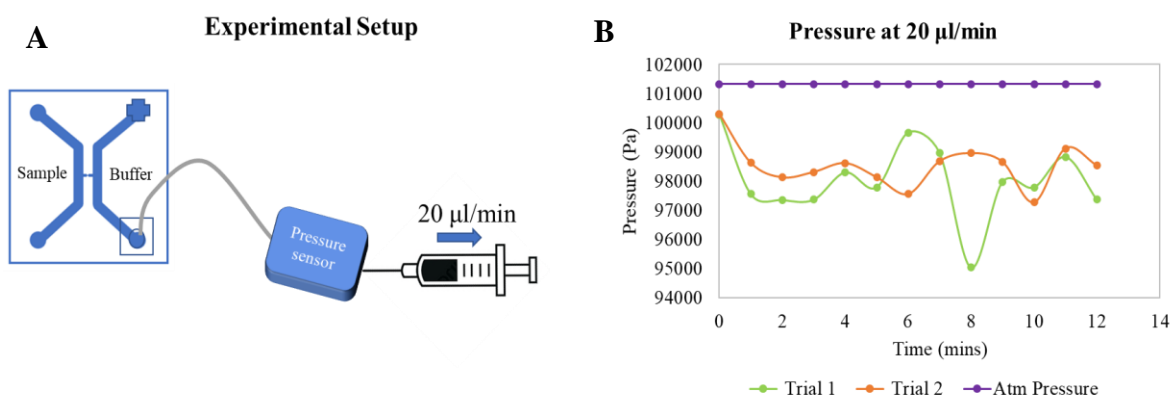 A
Experimental Setup
Sample
Buffer
Pressure
sensor
20 µl/min
B
Pressure at 20 µl/min
Pressure (Pa)
102000
101000
100000
99000
98000
97000
96000
95000
94000
0 2 4 6 8 10 12 14
Time (mins)
Trial 1 Trial 2 Atm Pressure